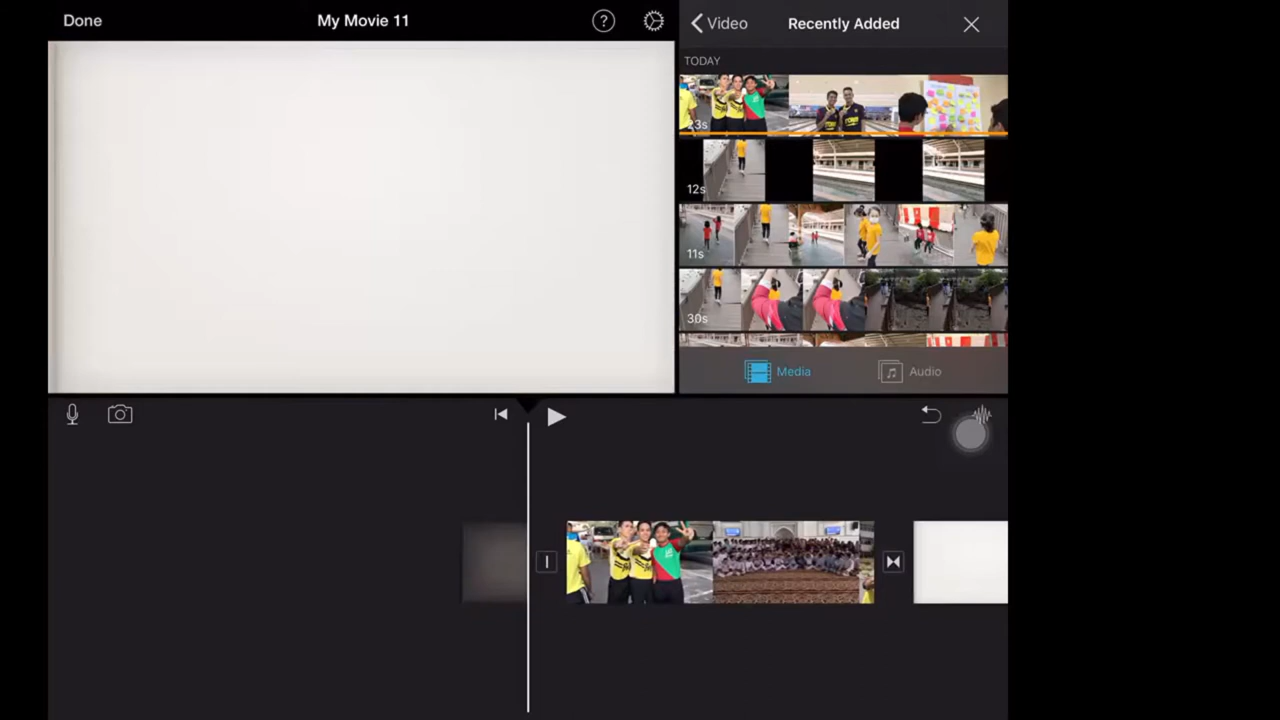 Done
My Movie 11
?
Video
Recently Added
TODAY
23s
12s
11s
30s
Media
Audio